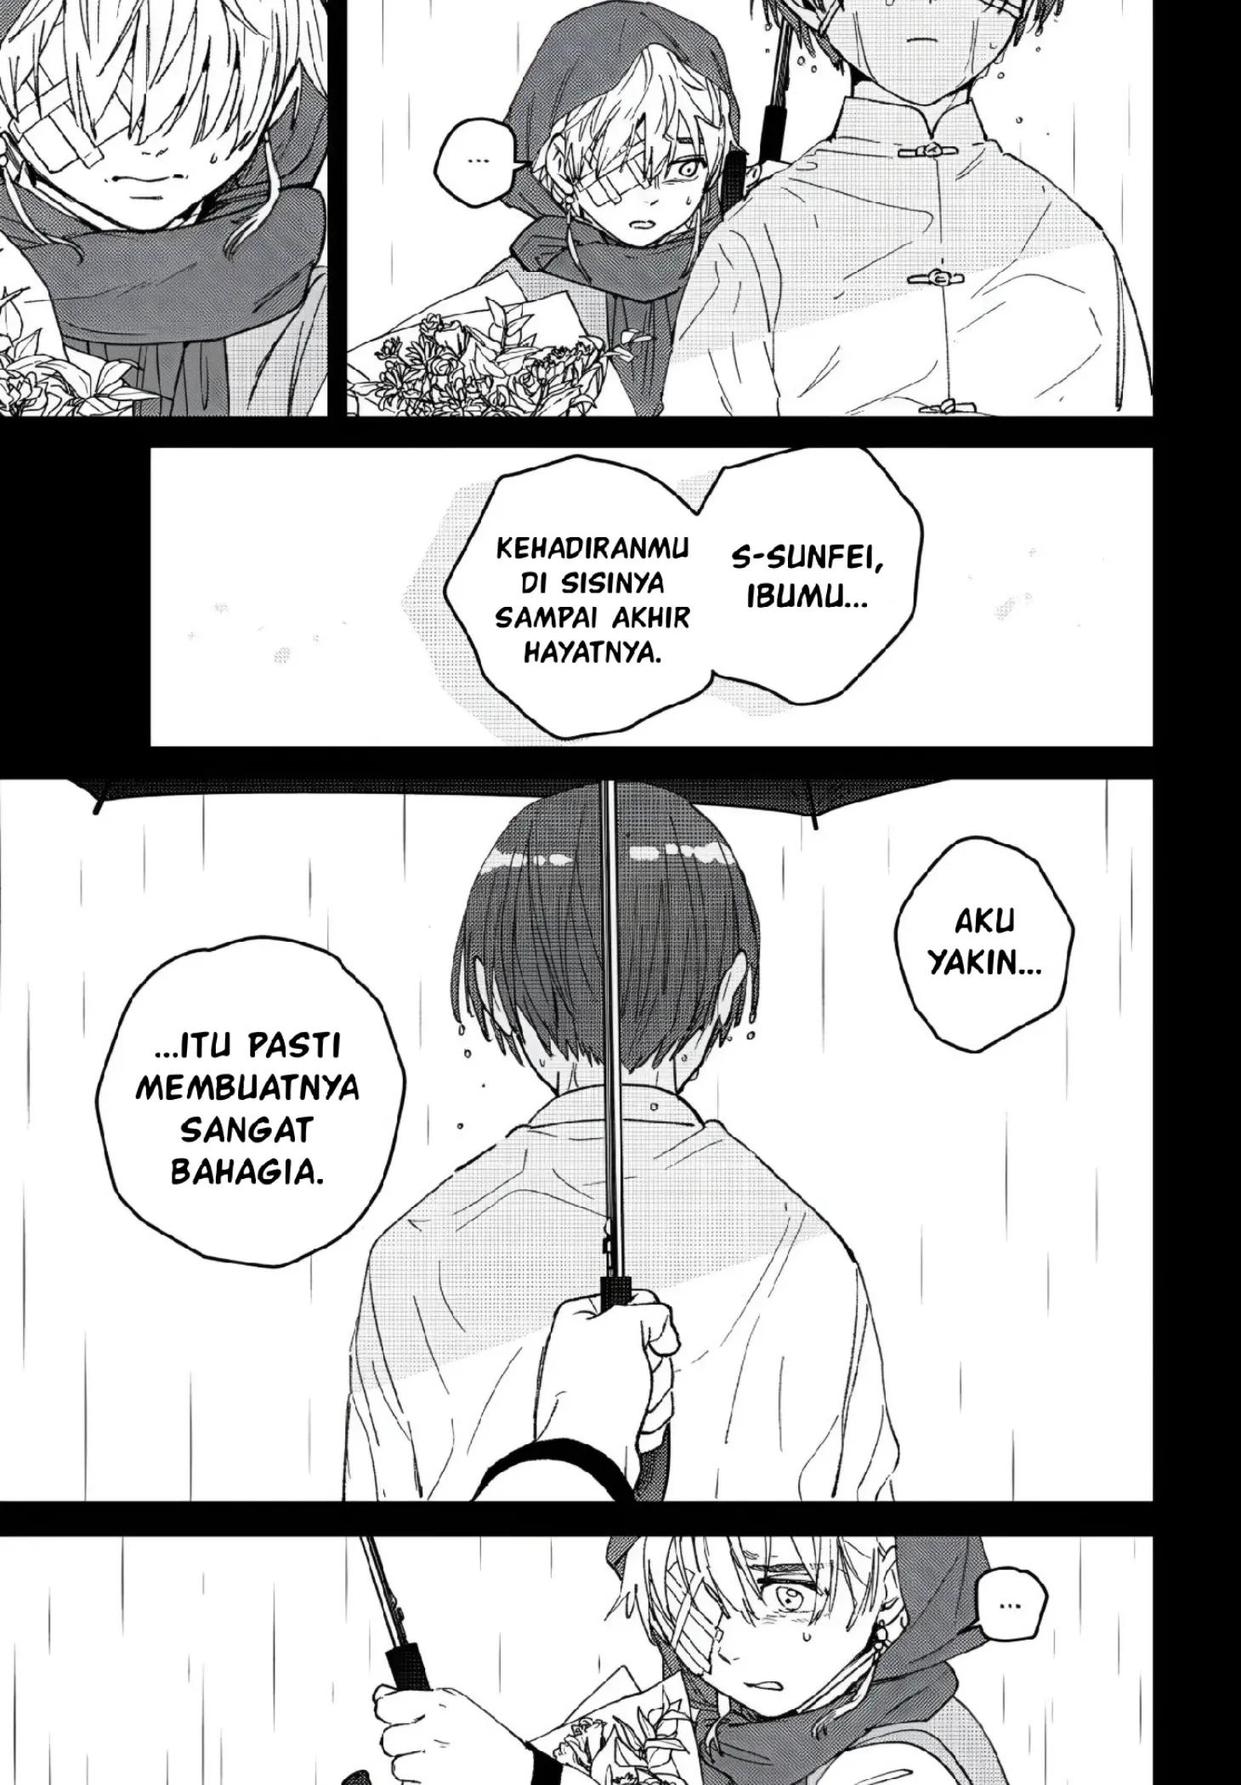 ...
S-SUNFEI,
IBUMU...
KEHADIRANMU
DI SISINYA
SAMPAI AKHIR
HAYATNYA.
AKU
YAKIN...
...ITU PASTI
MEMBUATNYA
SANGAT
BAHAGIA.
...